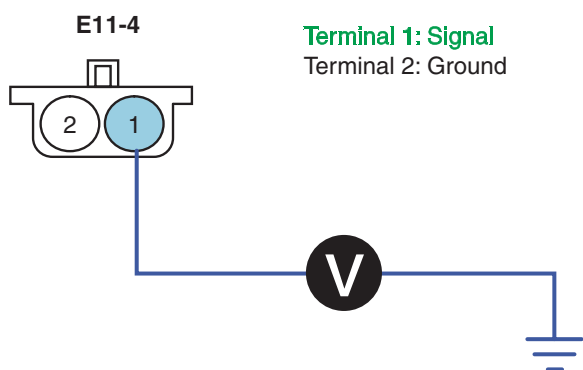 E11-4
Terminal 1: Signal
Terminal 2: Ground
2 1
V